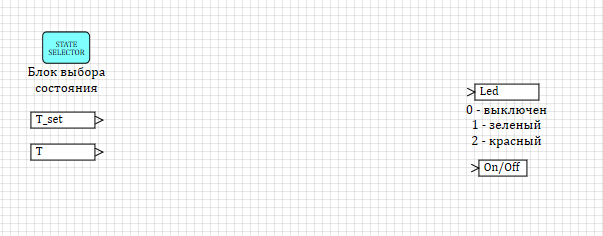 STATE
SELECTOR
Блок выбора
состояния
T_set
T
Led
0 - выключен
1 - зеленый
2 - красный
On/Off